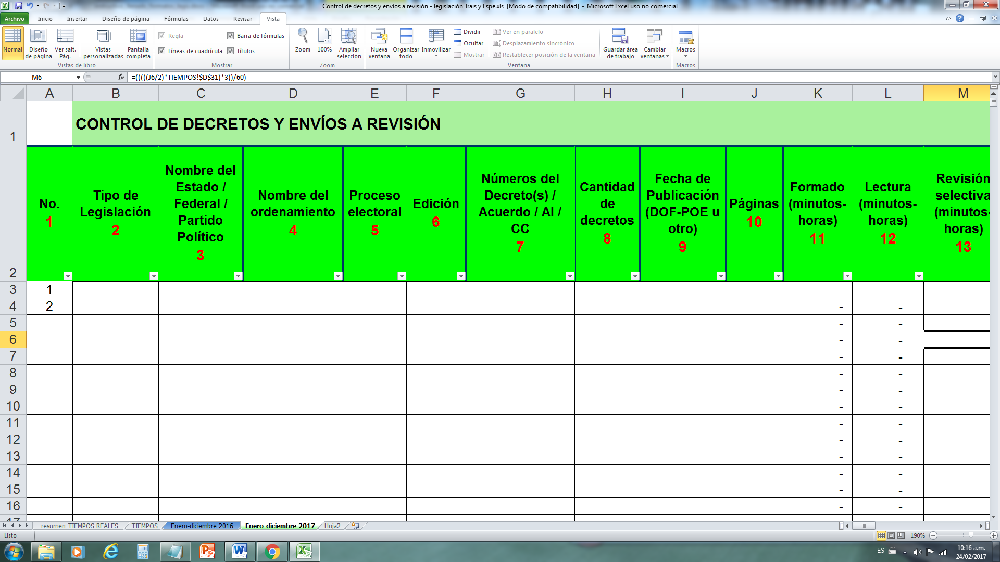 Control de decretos y envíos a revisión - legislación_Irais y Espe.xls [Modo de compatibilidad] - Microsoft Excel uso no comercial
Archivo Inicio Insertar Diseño de página Fórmulas Datos Revisar Vista
Normal
Diseño de página
Ver salt. Pág.
Vistas personalizadas
Pantalla completa
Vistas de libro
Regla
Barra de fórmulas
Líneas de cuadrícula
Títulos
Mostrar
Zoom
100%
Ampliar selección
Zoom
Nueva ventana
Organizar todo
Inmovilizar
Dividir
Ocultar
Mostrar
Ver en paralelo
Desplazamiento sincrónico
Restablecer posición de la ventana
Ventana
Guardar área de trabajo
Cambiar ventanas
Macros
Macros
M6 fx =(((((J6/2)*TIEMPOS!$D$31)*3))/60)
A B C D E F G H I J K L M
1 CONTROL DE DECRETOS Y ENVÍOS A REVISIÓN
2
No.
1
Tipo de
Legislación
2
Nombre del
Estado /
Federal /
Partido
Político
3
Nombre del
ordenamiento
4
Proceso
electoral
5
Edición
6
Números del
Decreto(s) /
Acuerdo / AI /
CC
7
Cantidad
de
decretos
8
Fecha de
Publicación
(DOF-POE u
otro)
9
Páginas
10
Formado
(minutos-
horas)
11
Lectura
(minutos-
horas)
12
Revisión
selectiva
(minutos-
horas)
13
3 1
4 2 - -
5 - -
6 - -
7 - -
8 - -
9 - -
10 - -
11 - -
12 - -
13 - -
14 - -
15 - -
16 - -
17
resumen TIEMPOS REALES TIEMPOS Enero-diciembre 2016 Enero-diciembre 2017 Hoja2
Listo 190%
ES 10:16 a.m.
24/02/2017